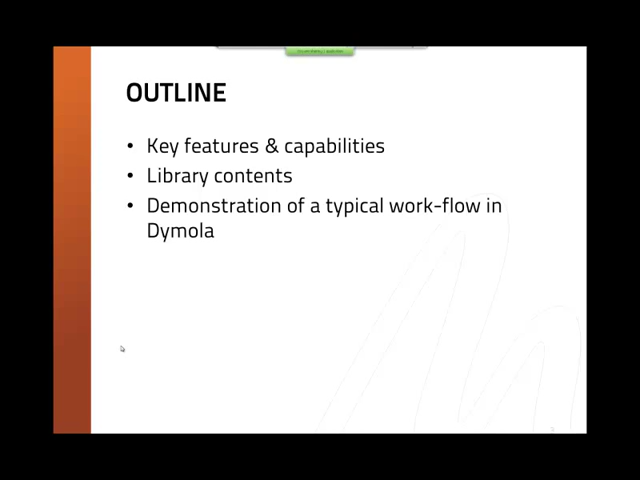 OUTLINE
• Key features & capabilities
• Library contents
• Demonstration of a typical work-flow in
Dymola